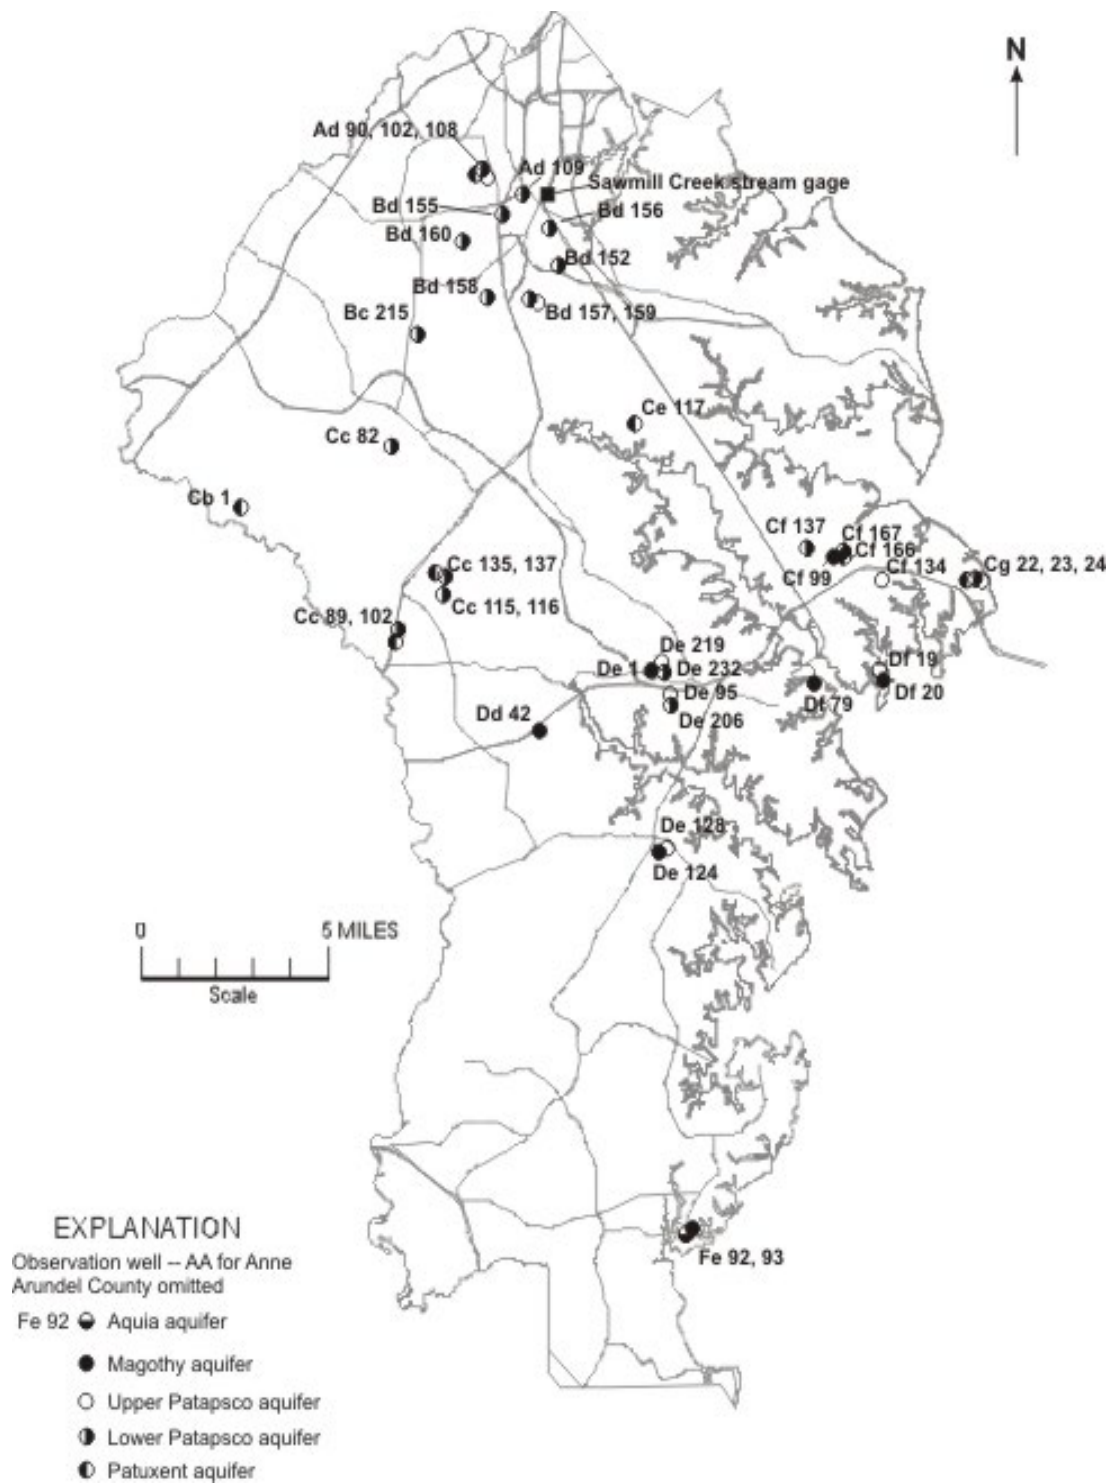 N
Ad 90, 102, 108
Ad 109
Sawmill Creek stream gage
Bd 155
Bd 156
Bd 160
Bd 152
Bd 158
Bd 157, 159
Bc 215
Ce 117
Cc 82
Cb 1
Cf 137
Cf 167
Cf 166
Cf 99
Cf 134
Cg 22, 23, 24
Cc 135, 137
Cc 115, 116
Cc 89, 102
De 219
De 1
De 232
Df 19
De 95
Df 79
Df 20
Dd 42
De 206
De 128
De 124
0 5 MILES
Scale
Fe 92, 93
EXPLANATION
Observation well -- AA for Anne
Arundel County omitted
Fe 92 Aquia aquifer
Magothy aquifer
Upper Patapsco aquifer
Lower Patapsco aquifer
Patuxent aquifer